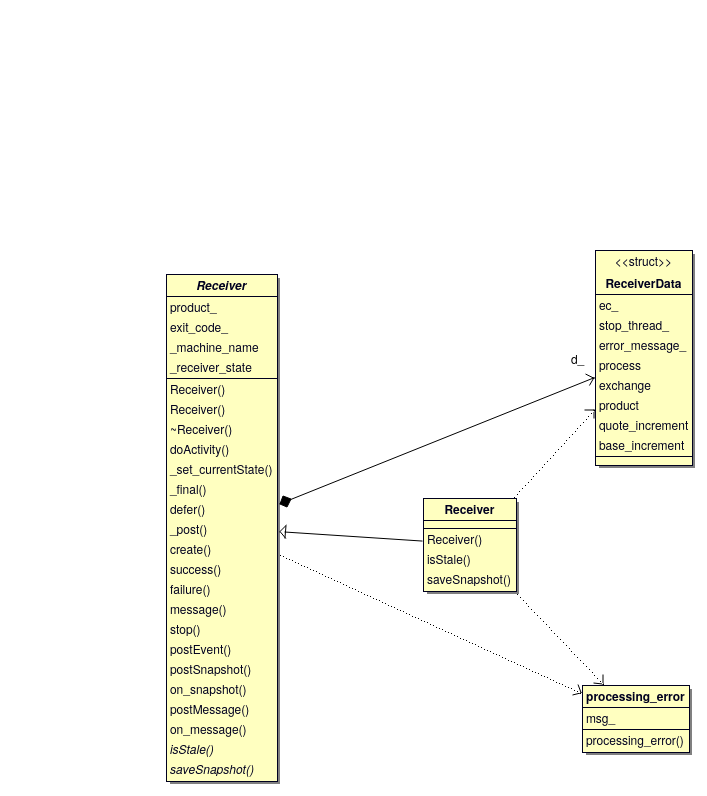 Receiver
product_
exit_code_
_machine_name
_receiver_state
Receiver()
Receiver()
~Receiver()
doActivity()
_set_currentState()
_final()
defer()
_post()
create()
success()
failure()
message()
stop()
postEvent()
postSnapshot()
on_snapshot()
postMessage()
on_message()
isStale()
saveSnapshot()
d_
<<struct>>
ReceiverData
ec_
stop_thread_
error_message_
process
exchange
product
quote_increment
base_increment
Receiver
Receiver()
isStale()
saveSnapshot()
processing_error
msg_
processing_error()